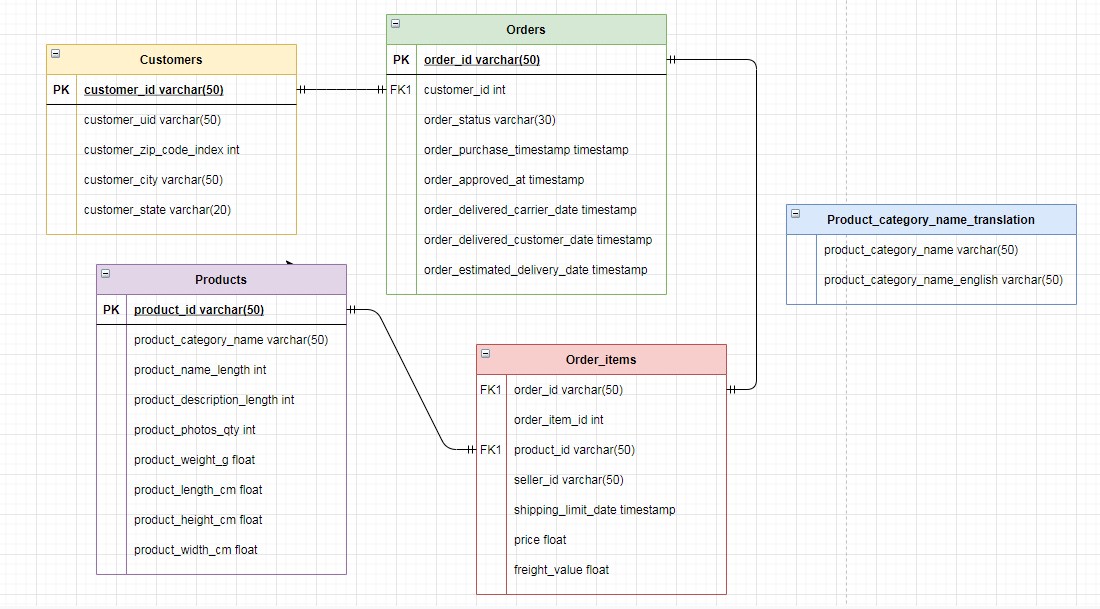 Customers
PK customer_id varchar(50)
customer_uid varchar(50)
customer_zip_code_index int
customer_city varchar(50)
customer_state varchar(20)
Orders
PK order_id varchar(50)
FK1 customer_id int
order_status varchar(30)
order_purchase_timestamp timestamp
order_approved_at timestamp
order_delivered_carrier_date timestamp
order_delivered_customer_date timestamp
order_estimated_delivery_date timestamp
Product_category_name_translation
product_category_name varchar(50)
product_category_name_english varchar(50)
Products
PK product_id varchar(50)
product_category_name varchar(50)
product_name_length int
product_description_length int
product_photos_qty int
product_weight_g float
product_length_cm float
product_height_cm float
product_width_cm float
Order_items
FK1 order_id varchar(50)
order_item_id int
FK1 product_id varchar(50)
seller_id varchar(50)
shipping_limit_date timestamp
price float
freight_value float